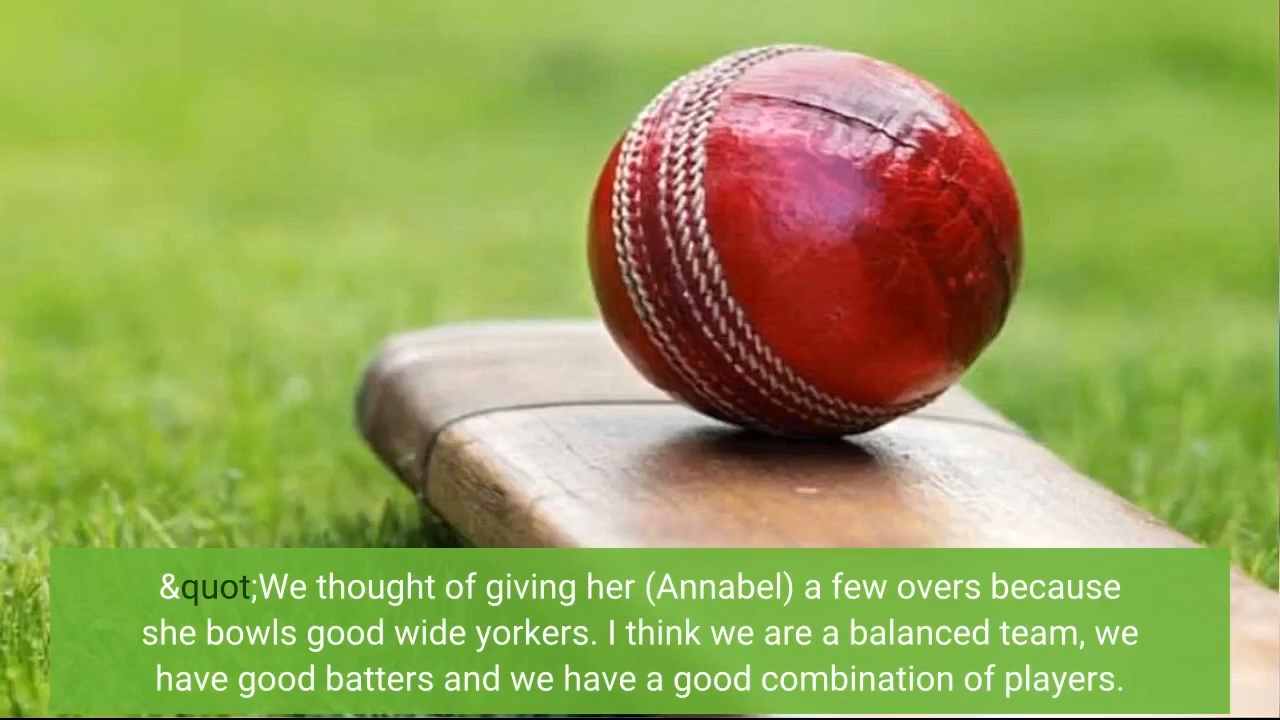 &quot;We thought of giving her (Annabel) a few overs because
she bowls good wide yorkers. I think we are a balanced team, we
have good batters and we have a good combination of players.